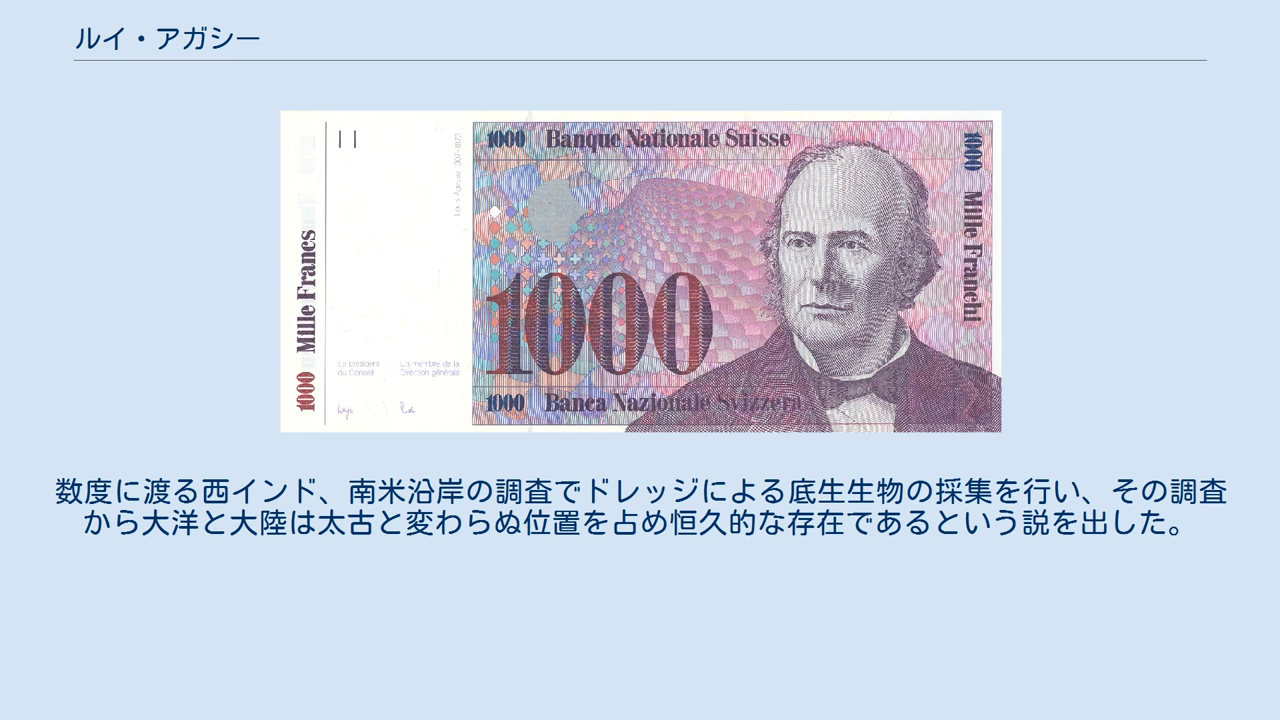 ルイ・アガシー
1000 Mille Francs
1000 Banque Nationale Suisse
1000 Mille Franchi
1000
Le président
du Conseil
Un membre de la
Direction générale
1000 Banca Nazionale Svizzera
数度に渡る西インド、南米沿岸の調査でドレッジによる底生生物の採集を行い、その調査
から大洋と大陸は太古と変わらぬ位置を占め恒久的な存在であるという説を出した。